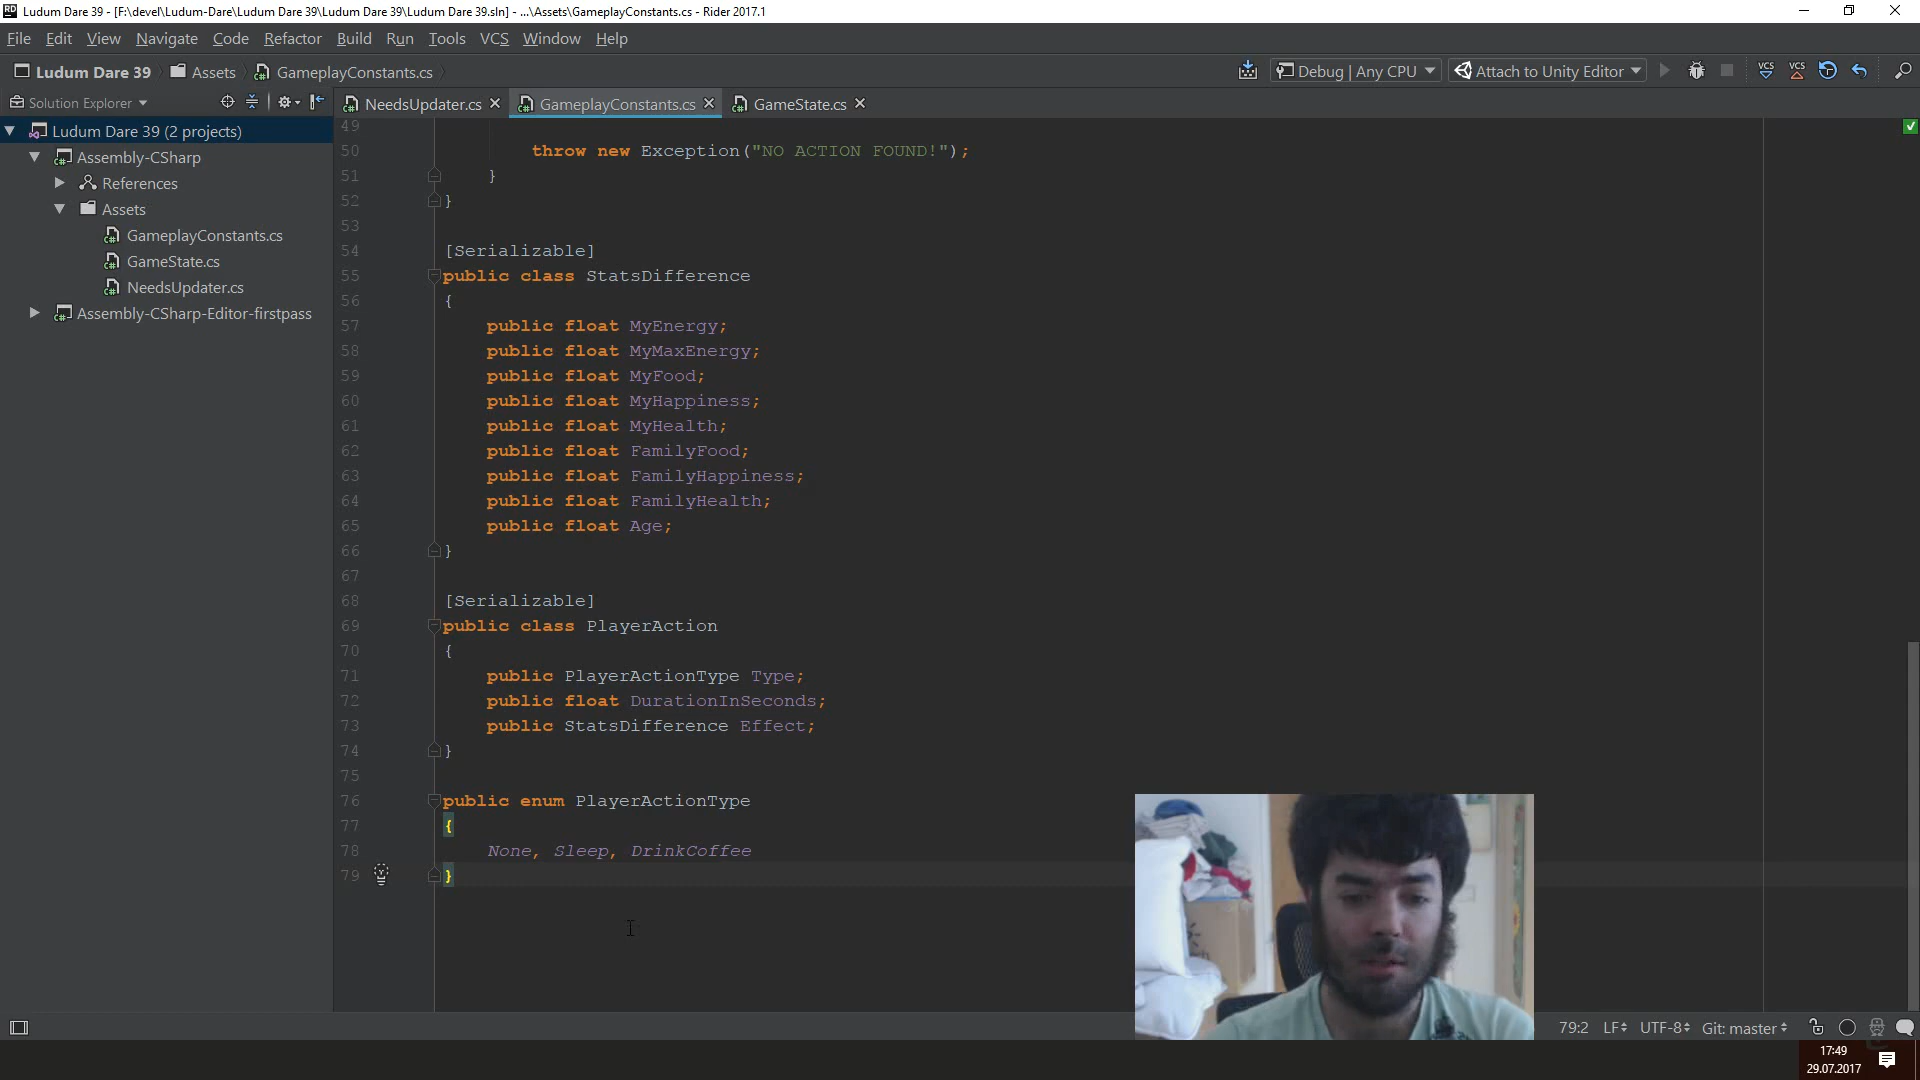 Ludum Dare 39 - [F:\devel\Ludum-Dare\Ludum Dare 39\Ludum Dare 39\Ludum Dare 39.sln] - ...\Assets\GameplayConstants.cs - Rider 2017.1
File Edit View Navigate Code Refactor Build Run Tools VCS Window Help
Ludum Dare 39 Assets GameplayConstants.cs Debug | Any CPU Attach to Unity Editor VCS VCS
Solution Explorer NeedsUpdater.cs GameplayConstants.cs GameState.cs
Ludum Dare 39 (2 projects)
Assembly-CSharp
References
Assets
GameplayConstants.cs
GameState.cs
NeedsUpdater.cs
Assembly-CSharp-Editor-firstpass
49
50 throw new Exception("NO ACTION FOUND!");
51 }
52 }
53
54 [Serializable]
55 public class StatsDifference
56 {
57 public float MyEnergy;
58 public float MyMaxEnergy;
59 public float MyFood;
60 public float MyHappiness;
61 public float MyHealth;
62 public float FamilyFood;
63 public float FamilyHappiness;
64 public float FamilyHealth;
65 public float Age;
66 }
67
68 [Serializable]
69 public class PlayerAction
70 {
71 public PlayerActionType Type;
72 public float DurationInSeconds;
73 public StatsDifference Effect;
74 }
75
76 public enum PlayerActionType
77 {
78 None, Sleep, DrinkCoffee
79 }
79:2 LF UTF-8 Git: master
17:49
29.07.2017